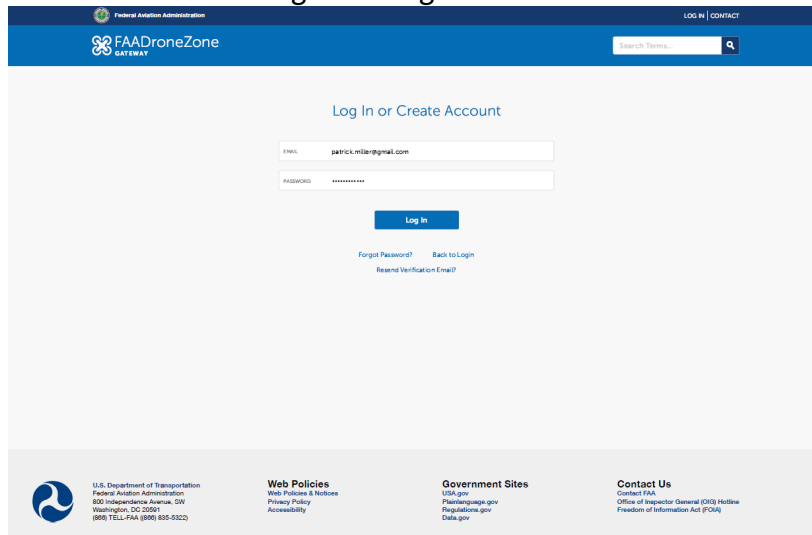 Federal Aviation Administration
LOG IN | CONTACT
FAADroneZone
GATEWAY
Search Terms...
Log In or Create Account
EMAIL patrick.miller@gmail.com
PASSWORD ••••••••••••
Log In
Forgot Password? Back to Login
Resend Verification Email?
U.S. Department of Transportation
Federal Aviation Administration
800 Independence Avenue, SW
Washington, DC 20591
(866) TELL-FAA ((866) 835-5322)
Web Policies
Web Policies & Notices
Privacy Policy
Accessibility
Government Sites
USA.gov
Plainlanguage.gov
Regulations.gov
Data.gov
Contact Us
Contact FAA
Office of Inspector General (OIG) Hotline
Freedom of Information Act (FOIA)